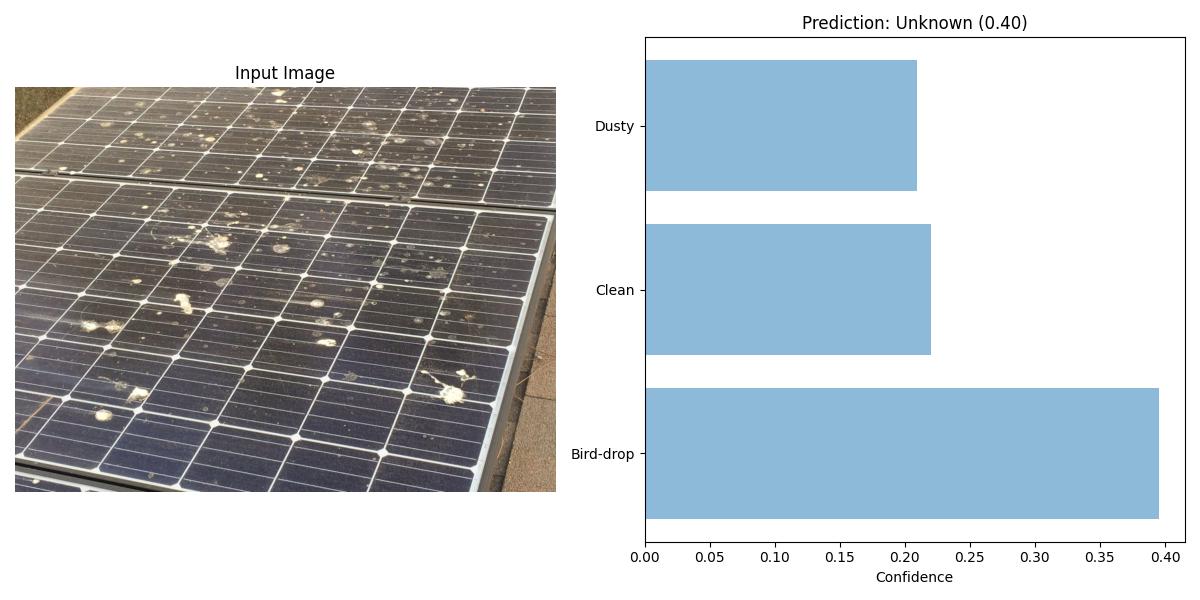 Input Image
Prediction: Unknown (0.40)
Dusty
Clean
Bird-drop
0.00 0.05 0.10 0.15 0.20 0.25 0.30 0.35 0.40
Confidence